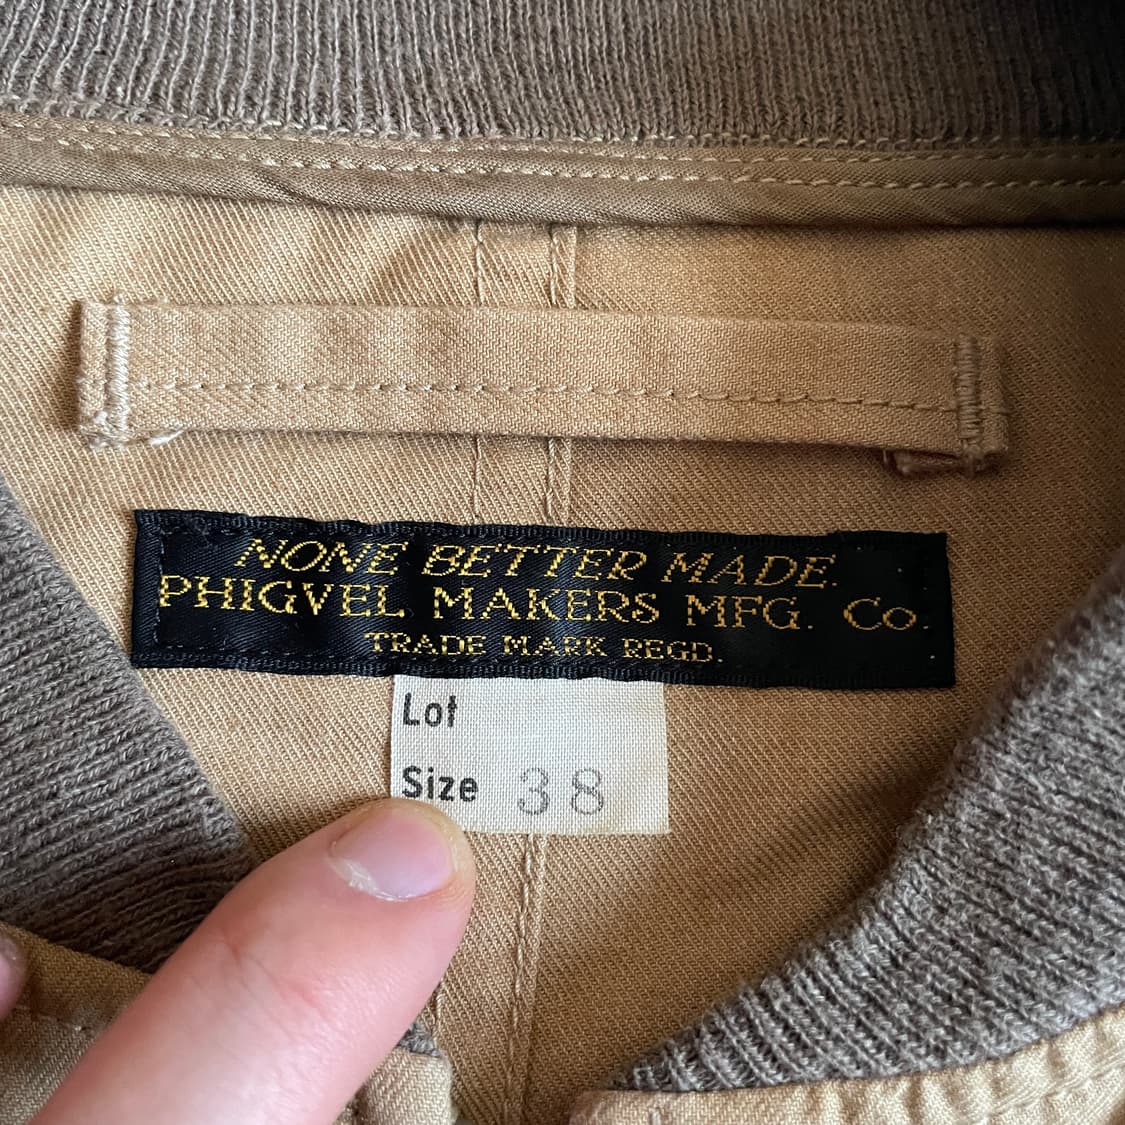 NONE BETTER MADE.
PHIGVEL MAKERS MFG. Co.
TRADE MARK REGD.
Lot
Size 38